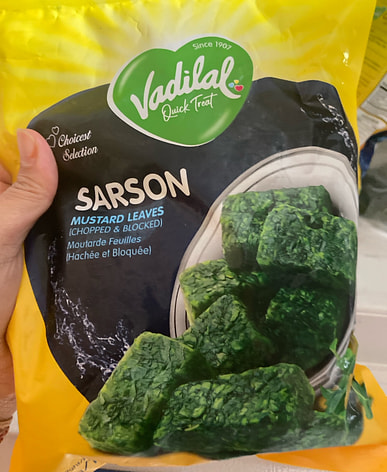 Since 1907
Vadilal
Quick Treat
Choicest
Selection
SARSON
MUSTARD LEAVES
(CHOPPED & BLOCKED)
Moutarde Feuilles
(Hachée et Bloquée)